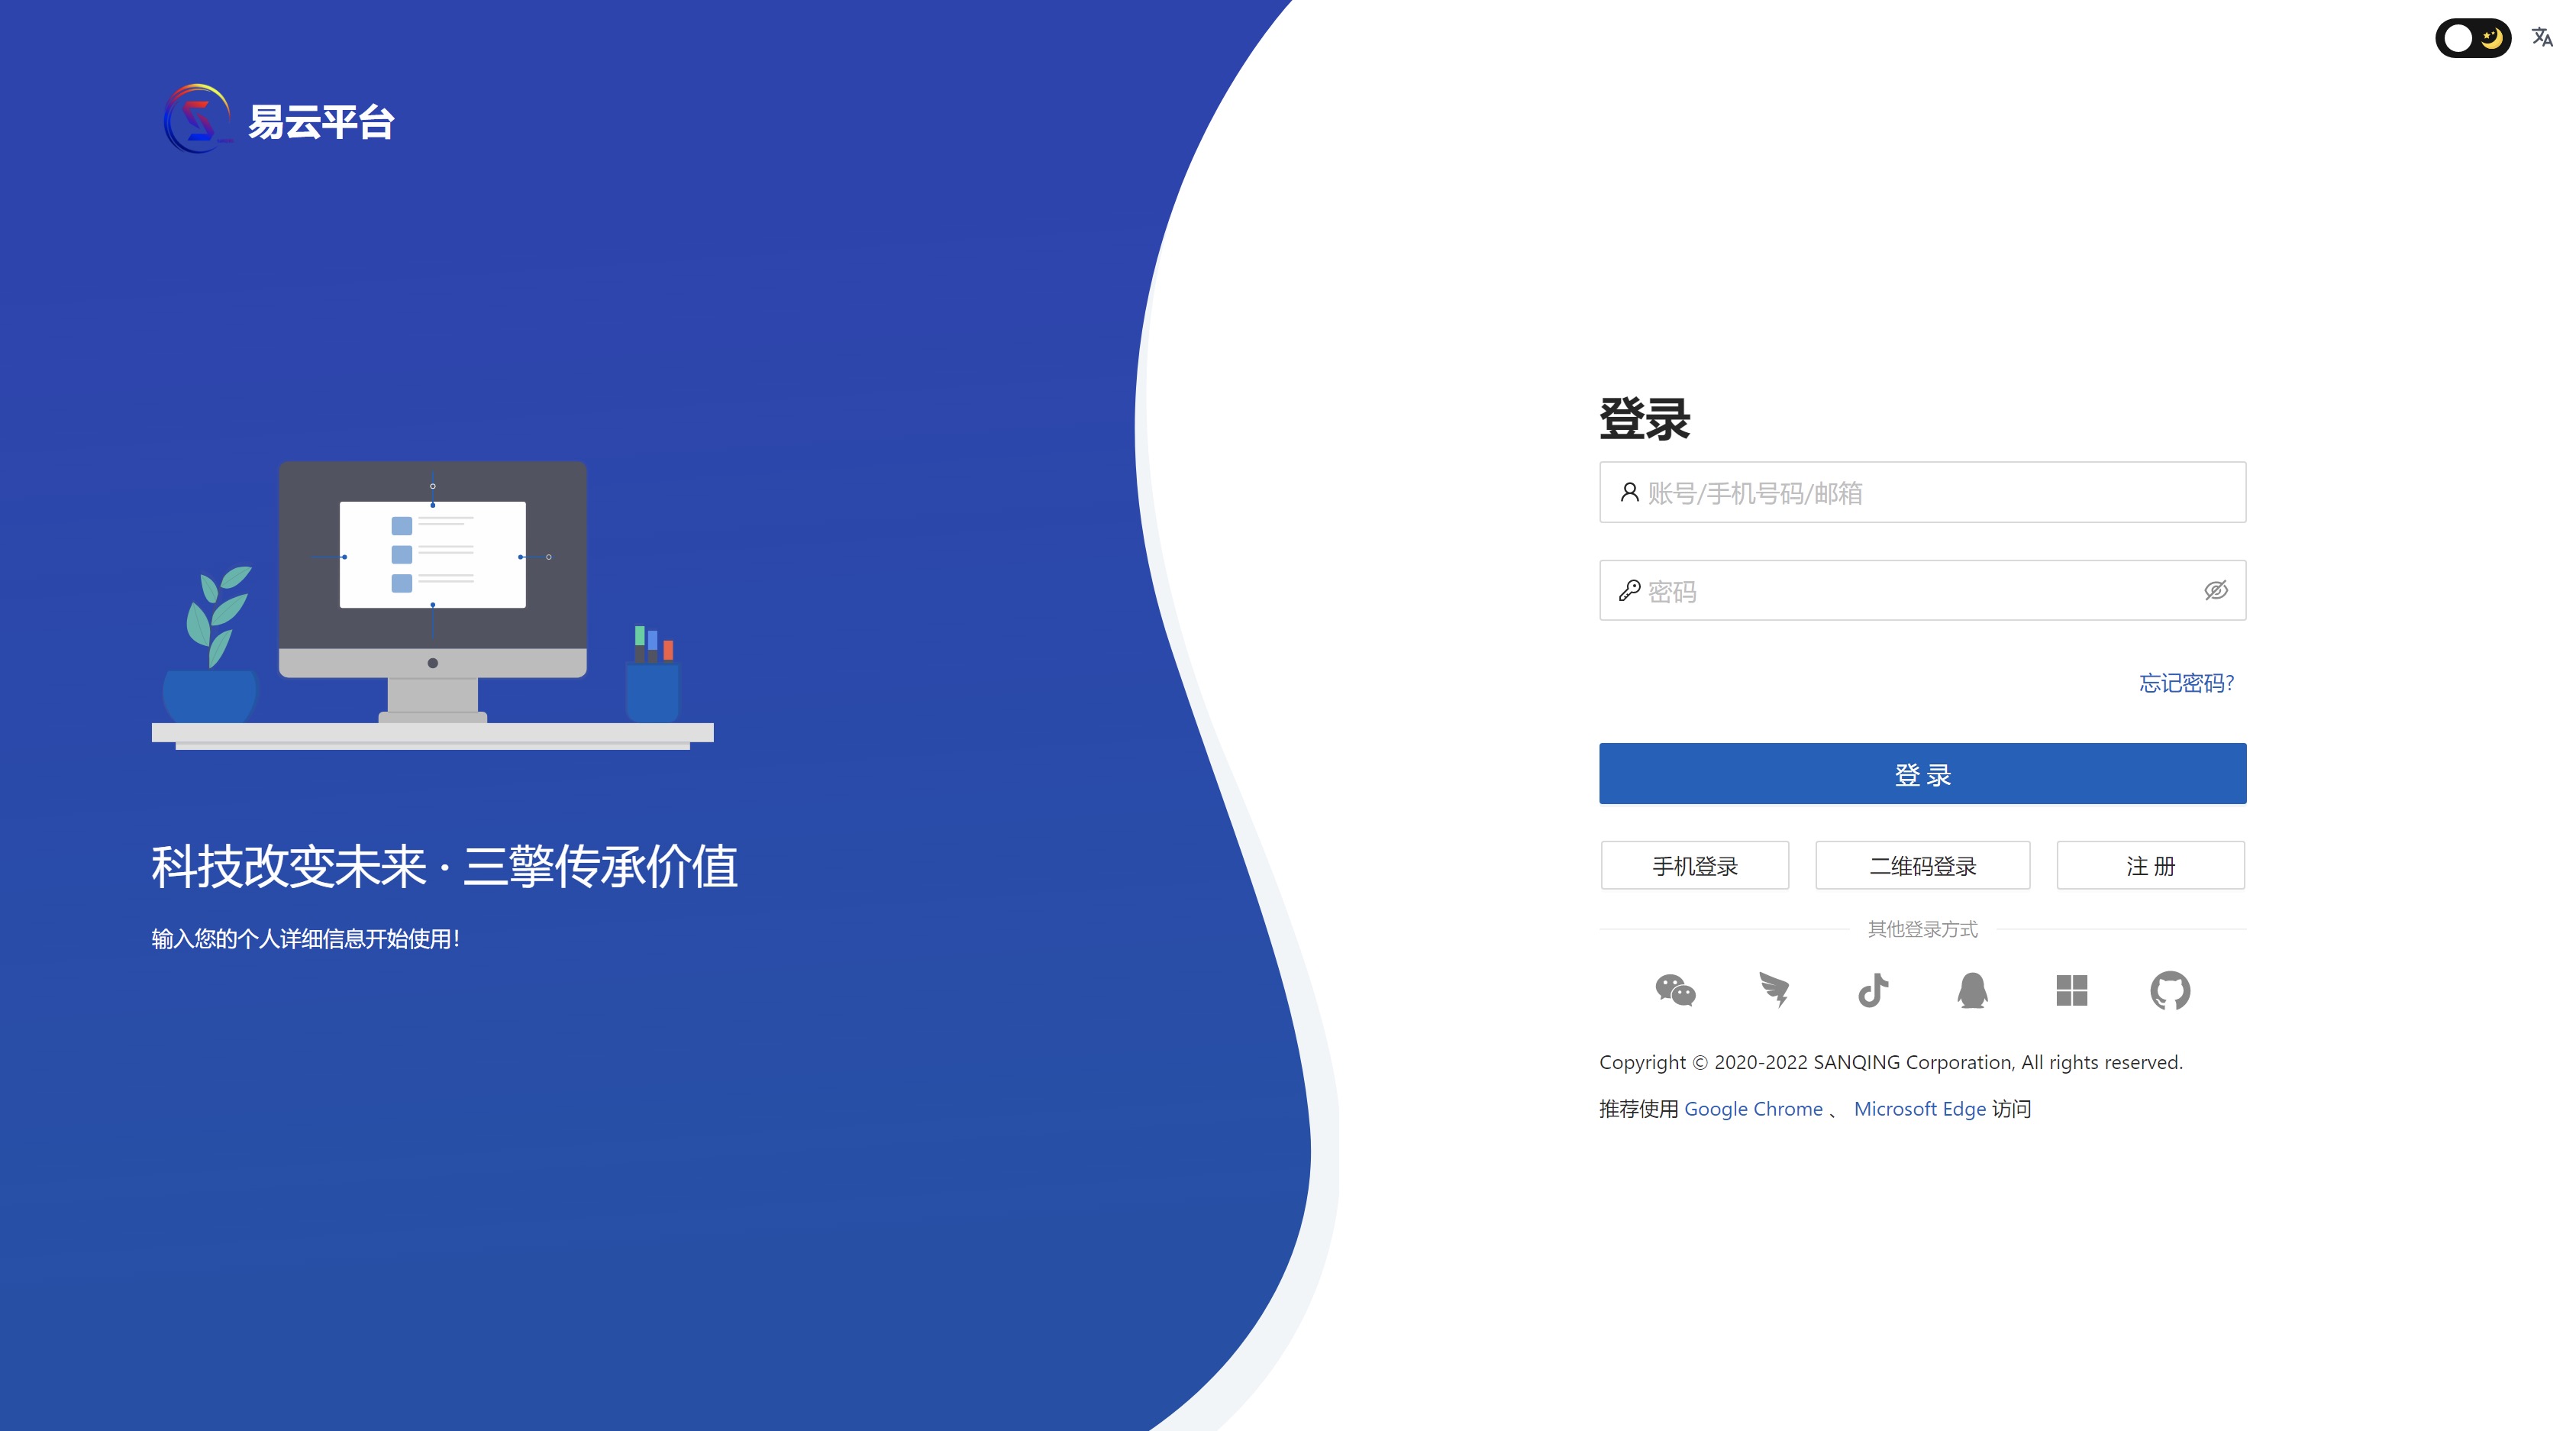 易云平台
科技改变未来 · 三擎传承价值
输入您的个人详细信息开始使用！
登录
账号/手机号码/邮箱
密码
忘记密码?
登 录
手机登录
二维码登录
注 册
其他登录方式
Copyright © 2020-2022 SANQING Corporation, All rights reserved.
推荐使用 Google Chrome 、 Microsoft Edge 访问